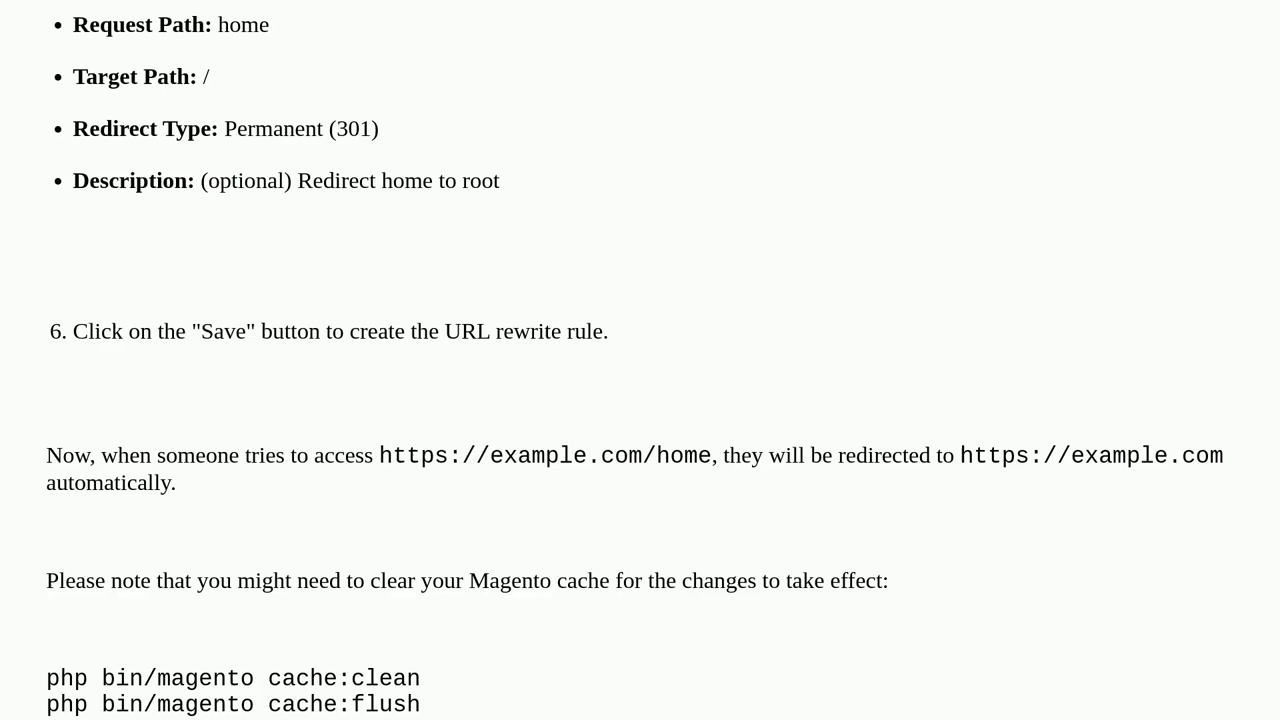 • Request Path: home
• Target Path: /
• Redirect Type: Permanent (301)
• Description: (optional) Redirect home to root
6. Click on the "Save" button to create the URL rewrite rule.
Now, when someone tries to access https://example.com/home, they will be redirected to https://example.com
automatically.
Please note that you might need to clear your Magento cache for the changes to take effect:
php bin/magento cache:clean
php bin/magento cache:flush